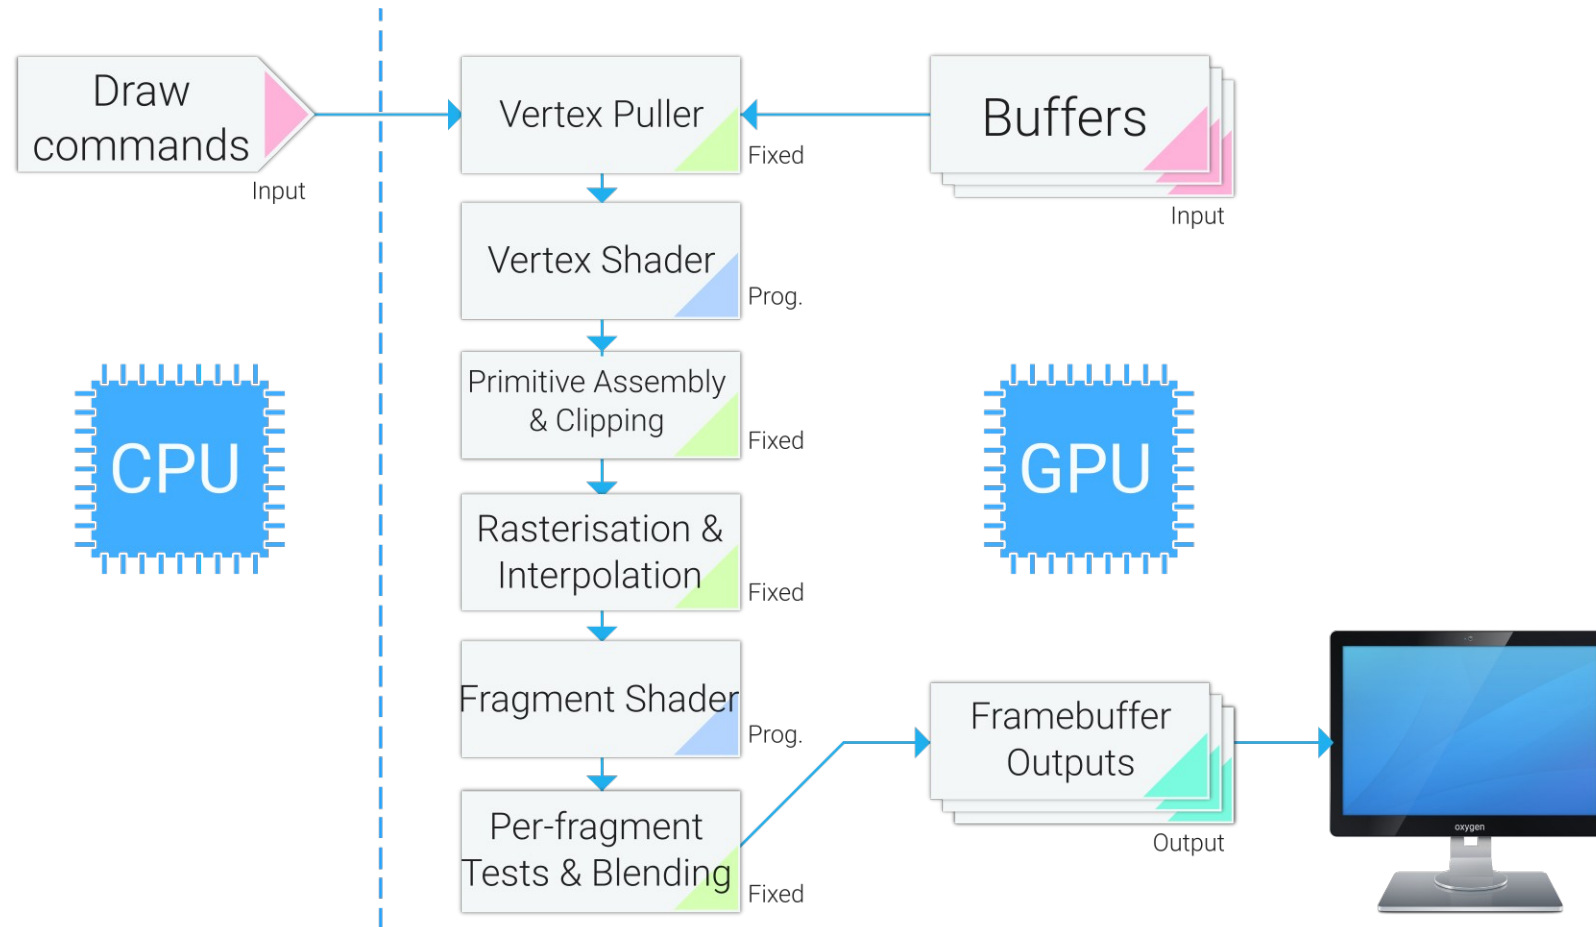 Draw
commands
Input
Vertex Puller
Fixed
Buffers
Input
Vertex Shader
Prog.
Primitive Assembly
& Clipping
Fixed
CPU
GPU
Rasterisation &
Interpolation
Fixed
Fragment Shader
Prog.
Per-fragment
Tests & Blending
Fixed
Framebuffer
Outputs
Output
oxygen